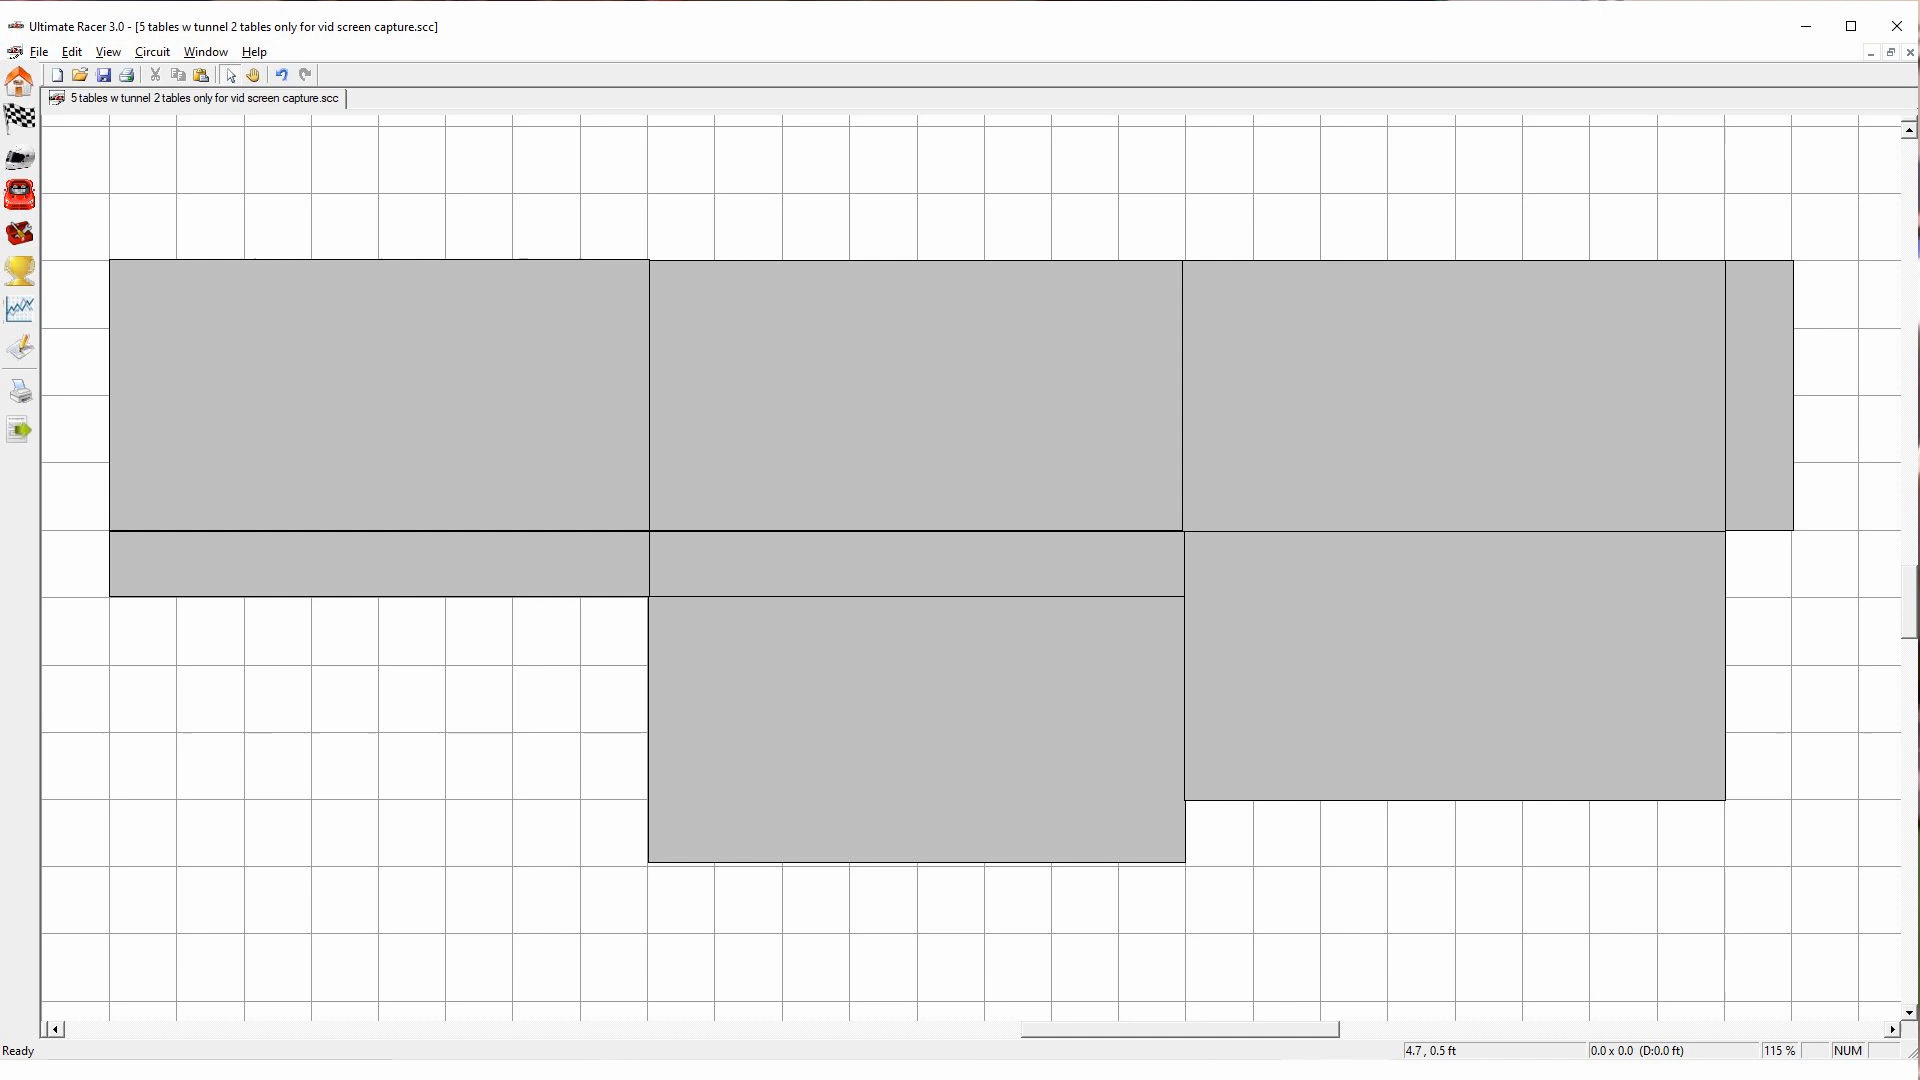 Ultimate Racer 3.0 - [5 tables w tunnel 2 tables only for vid screen capture.scc]
File Edit View Circuit Window Help
5 tables w tunnel 2 tables only for vid screen capture.scc
Ready 4.7 , 0.5 ft 0.0 x 0.0 (D:0.0 ft) 115 % NUM